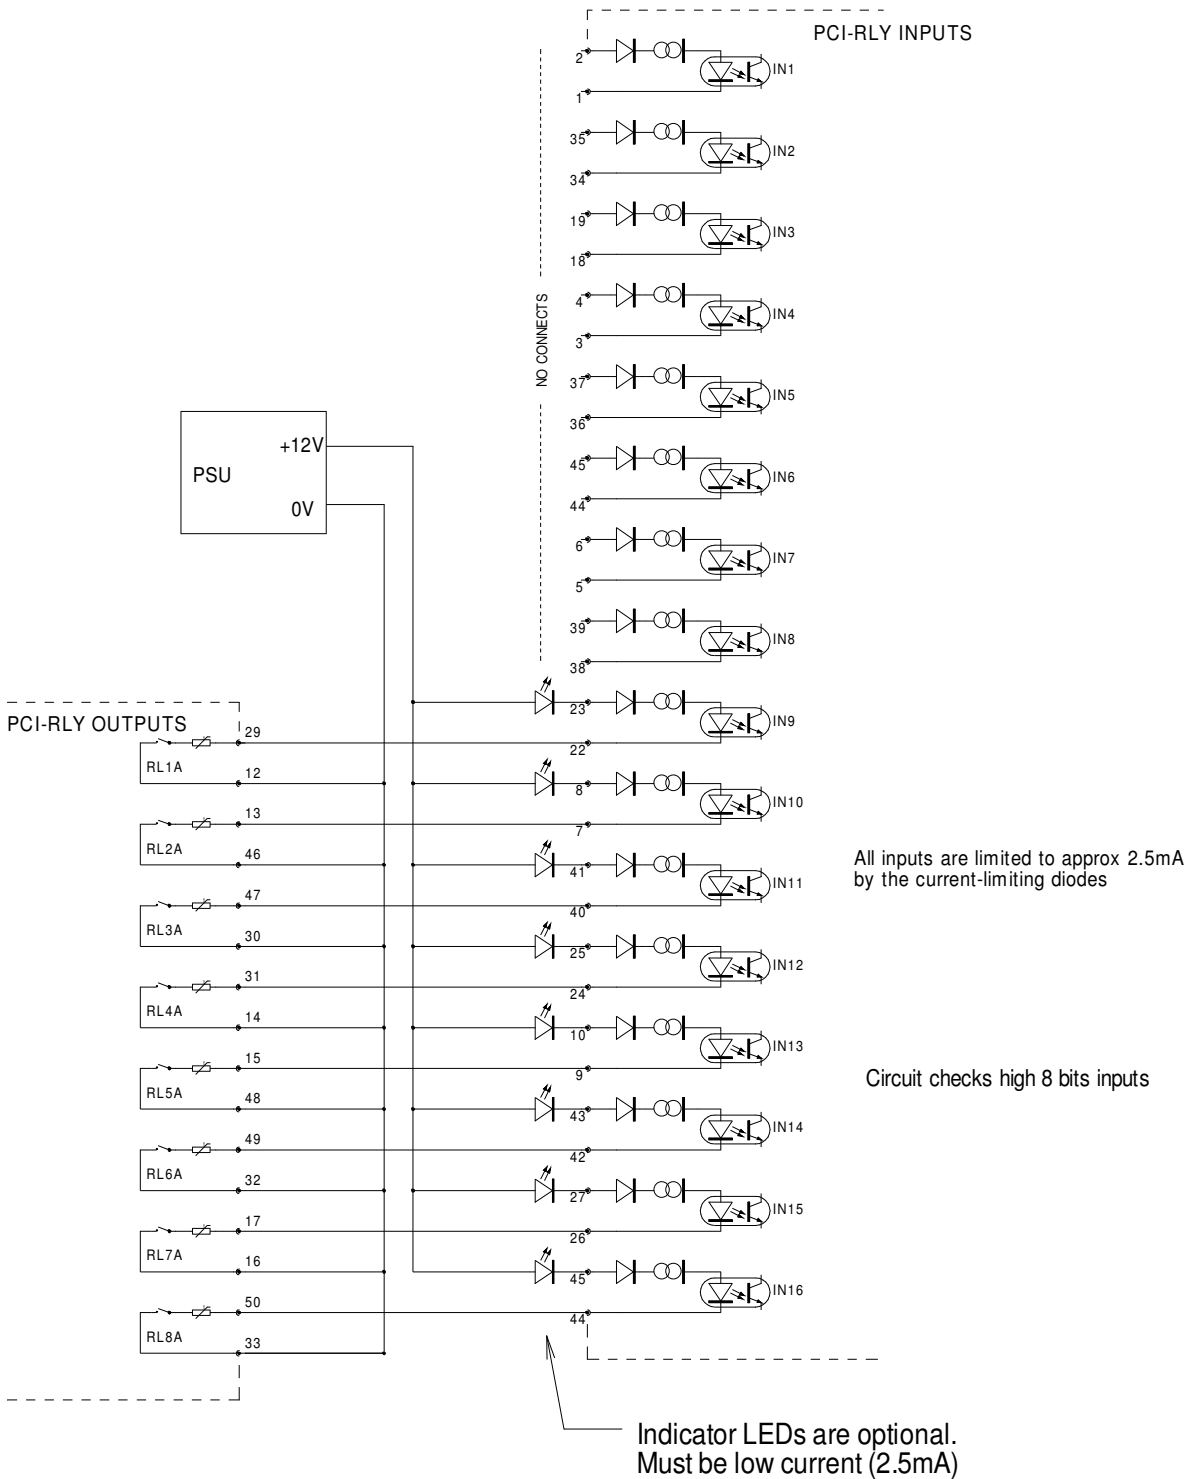 PCI-RLY INPUTS
2
IN1
1
35
IN2
34
19
IN3
18
4
IN4
3
NO CONNECTS
37
IN5
36
PSU
+12V
0V
45
IN6
44
6
IN7
5
39
IN8
38
PCI-RLY OUTPUTS
23
IN9
29
22
RL1A
12
8
IN10
13
7
RL2A
46
41
IN11
All inputs are limited to approx 2.5mA
by the current-limiting diodes
47
40
RL3A
30
25
IN12
31
24
RL4A
14
10
IN13
15
9
Circuit checks high 8 bits inputs
RL5A
48
43
IN14
49
42
RL6A
32
27
IN15
17
26
RL7A
16
45
IN16
50
44
RL8A
33
Indicator LEDs are optional.
Must be low current (2.5mA)